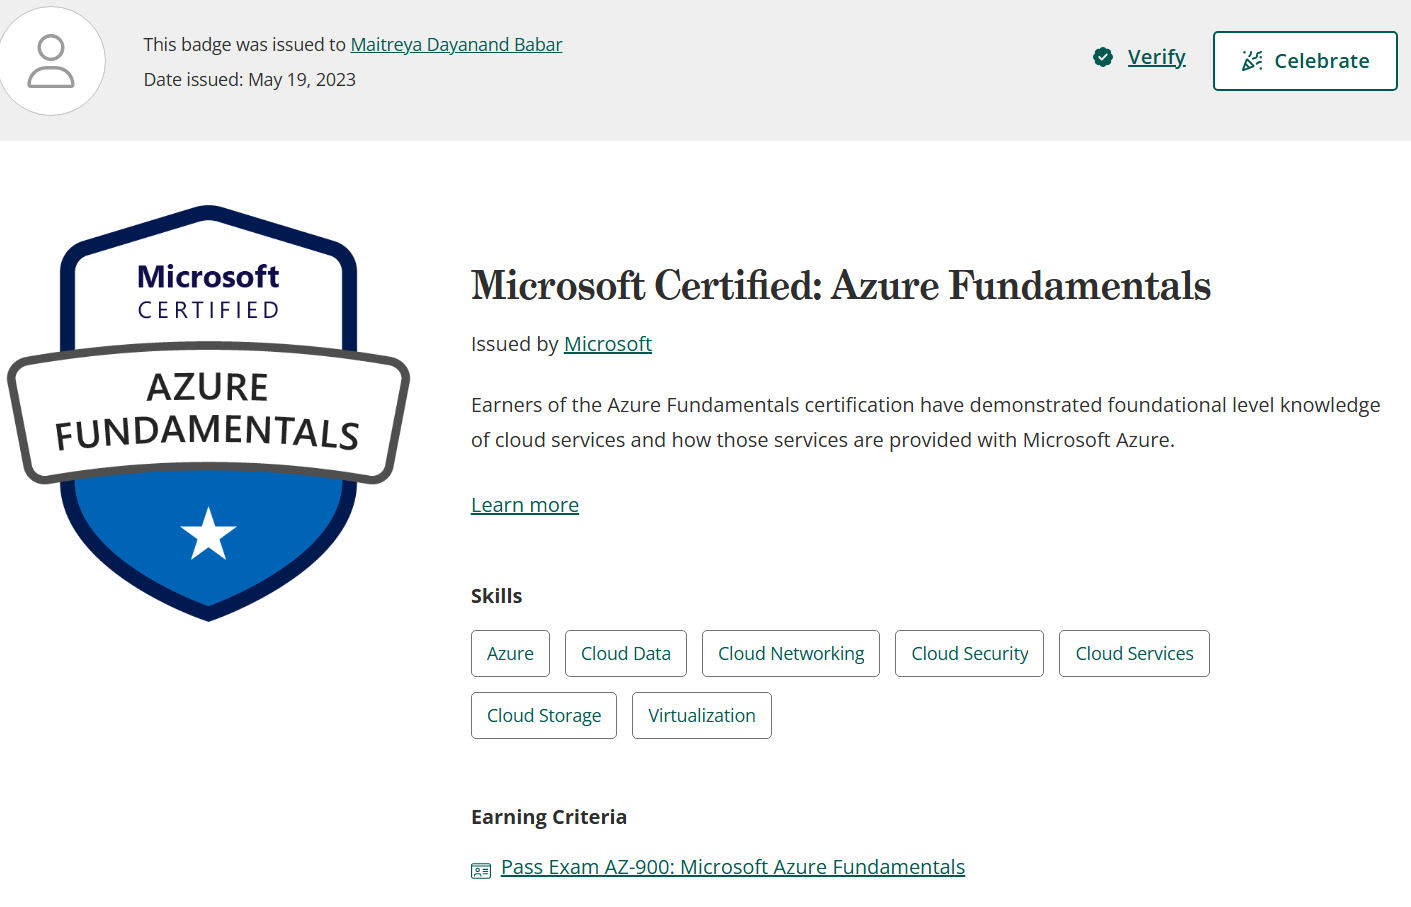 This badge was issued to Maitreya Dayanand Babar
Date issued: May 19, 2023
Verify
Celebrate
Microsoft
CERTIFIED
AZURE
FUNDAMENTALS
Microsoft Certified: Azure Fundamentals
Issued by Microsoft
Earners of the Azure Fundamentals certification have demonstrated foundational level knowledge
of cloud services and how those services are provided with Microsoft Azure.
Learn more
Skills
Azure
Cloud Data
Cloud Networking
Cloud Security
Cloud Services
Cloud Storage
Virtualization
Earning Criteria
Pass Exam AZ-900: Microsoft Azure Fundamentals